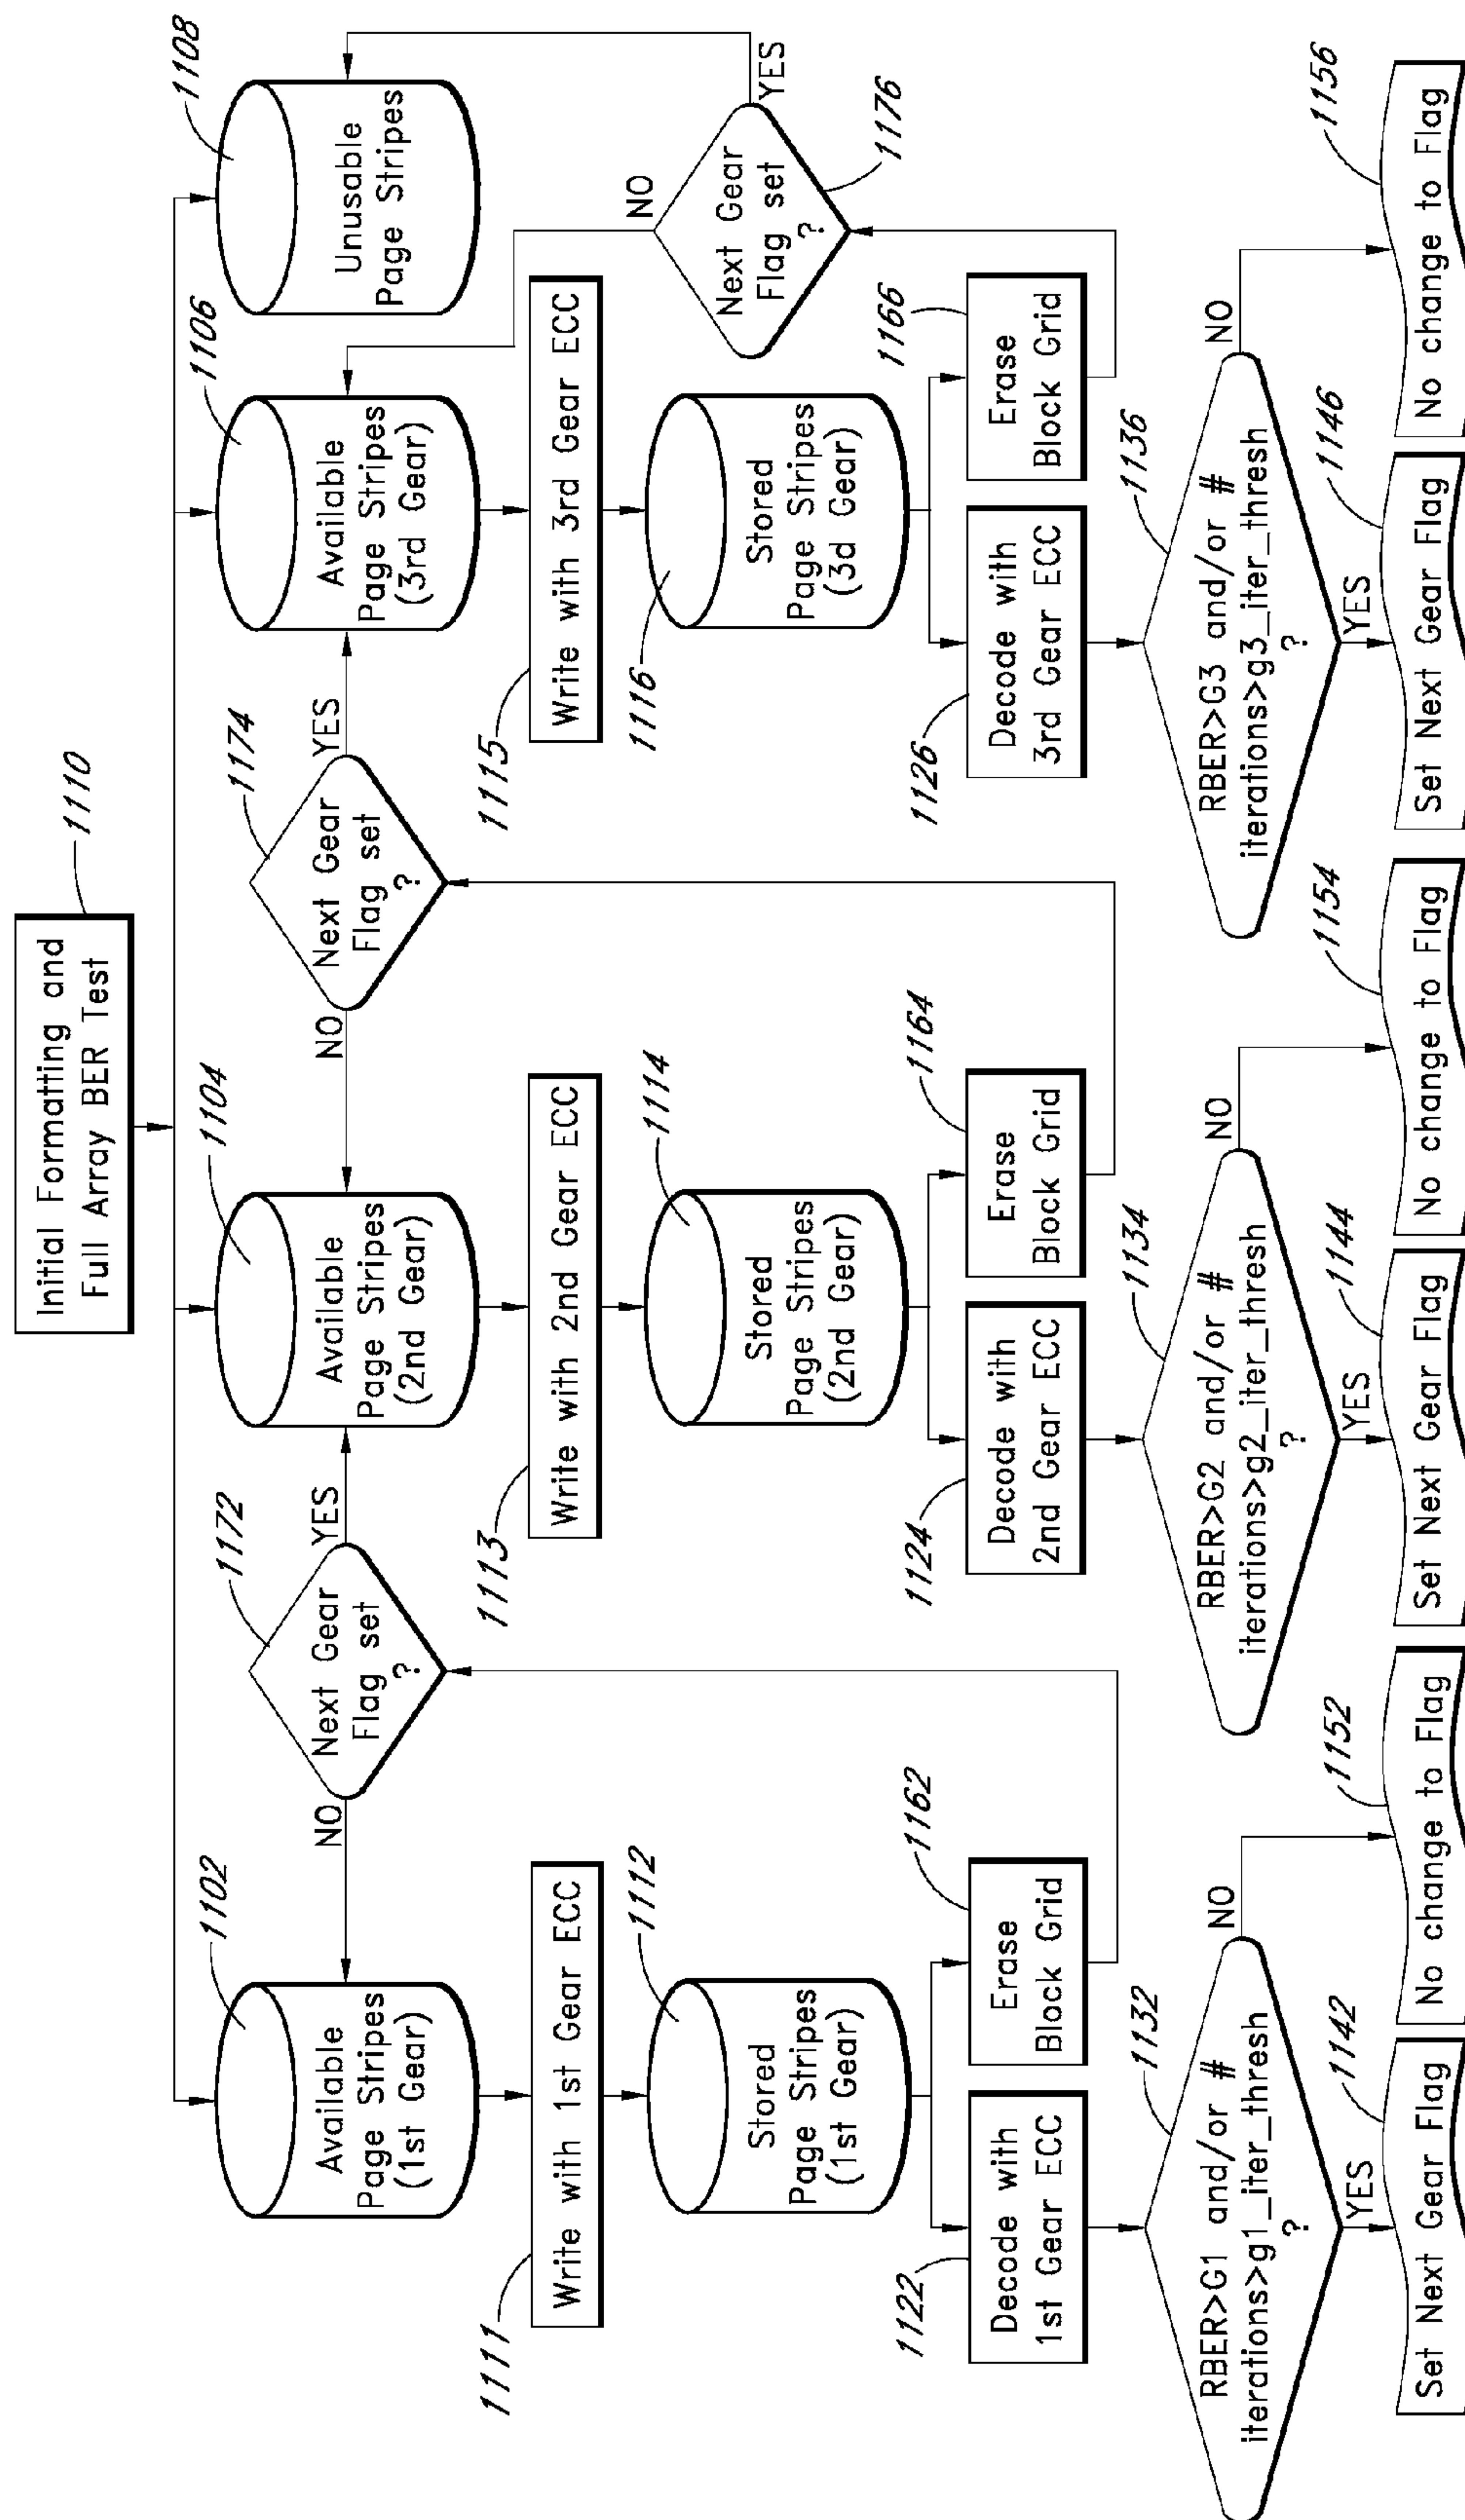 Initial Formatting and
Full Array BER Test
1110
1102
Available
Page Stripes
(1st Gear)
NO
Next Gear
Flag set
?
1172
YES
1104
Available
Page Stripes
(2nd Gear)
NO
Next Gear
Flag set
?
1174
YES
1106
Available
Page Stripes
(3rd Gear)
1108
Unusable
Page Stripes
1111
Write with 1st Gear ECC
1113
Write with 2nd Gear ECC
1115
Write with 3rd Gear ECC
NO
Next Gear
Flag set
?
YES
1176
1112
Stored
Page Stripes
(1st Gear)
1114
Stored
Page Stripes
(2nd Gear)
1116
Stored
Page Stripes
(3d Gear)
1122
Decode with
1st Gear ECC
1162
Erase
Block Grid
1124
Decode with
2nd Gear ECC
1164
Erase
Block Grid
1126
Decode with
3rd Gear ECC
1166
Erase
Block Grid
1132
RBER>G1 and/or #
iterations>g1_iter_thresh
?
NO
YES
1134
RBER>G2 and/or #
iterations>g2_iter_thresh
?
NO
YES
1136
RBER>G3 and/or #
iterations>g3_iter_thresh
?
NO
YES
1142
Set Next Gear Flag
1152
No change to Flag
1144
Set Next Gear Flag
1154
No change to Flag
1146
Set Next Gear Flag
1156
No change to Flag